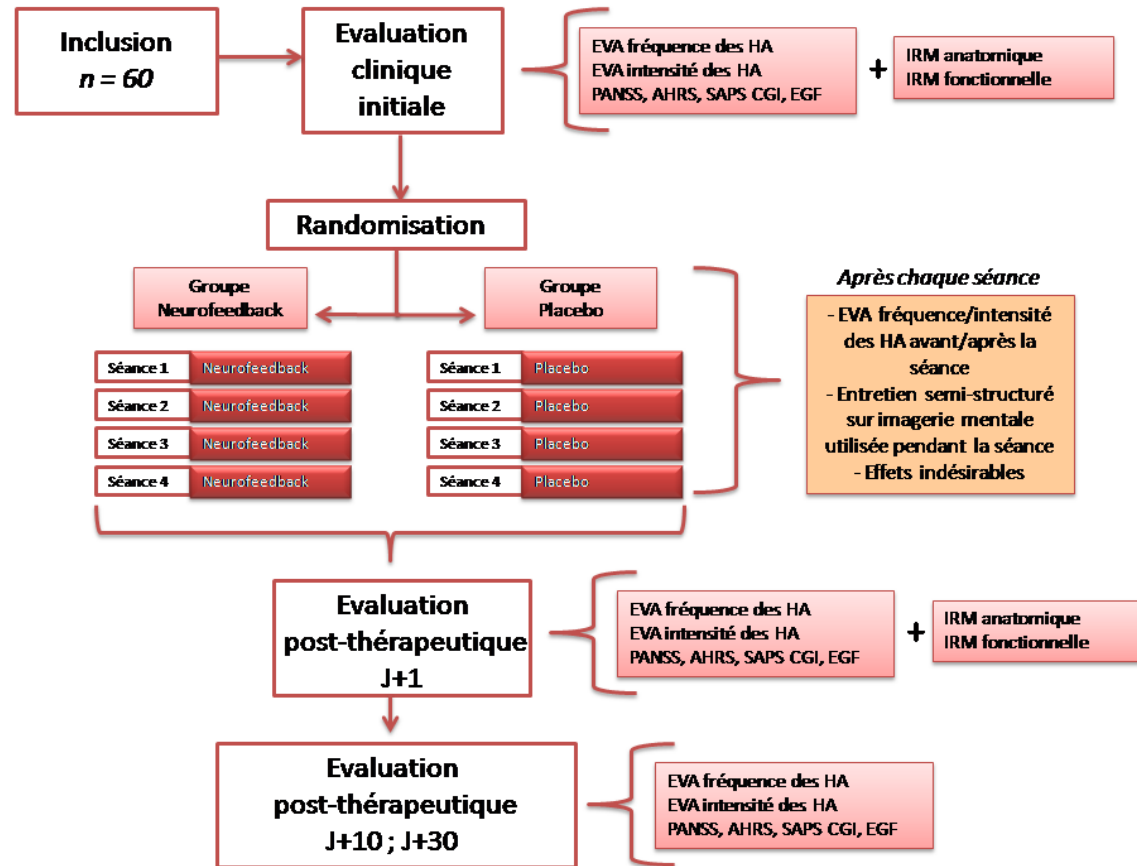 Inclusion
n = 60
Evaluation
clinique
initiale
EVA fréquence des HA
EVA intensité des HA
PANSS, AHRS, SAPS CGI, EGF
+
IRM anatomique
IRM fonctionnelle
Randomisation
Groupe
Neurofeedback
Groupe
Placebo
Séance 1 Neurofeedback
Séance 2 Neurofeedback
Séance 3 Neurofeedback
Séance 4 Neurofeedback
Séance 1 Placebo
Séance 2 Placebo
Séance 3 Placebo
Séance 4 Placebo
Après chaque séance
- EVA fréquence/intensité
des HA avant/après la
séance
- Entretien semi-structuré
sur imagerie mentale
utilisée pendant la séance
- Effets indésirables
Evaluation
post-thérapeutique
J+1
EVA fréquence des HA
EVA intensité des HA
PANSS, AHRS, SAPS CGI, EGF
+
IRM anatomique
IRM fonctionnelle
Evaluation
post-thérapeutique
J+10 ; J+30
EVA fréquence des HA
EVA intensité des HA
PANSS, AHRS, SAPS CGI, EGF